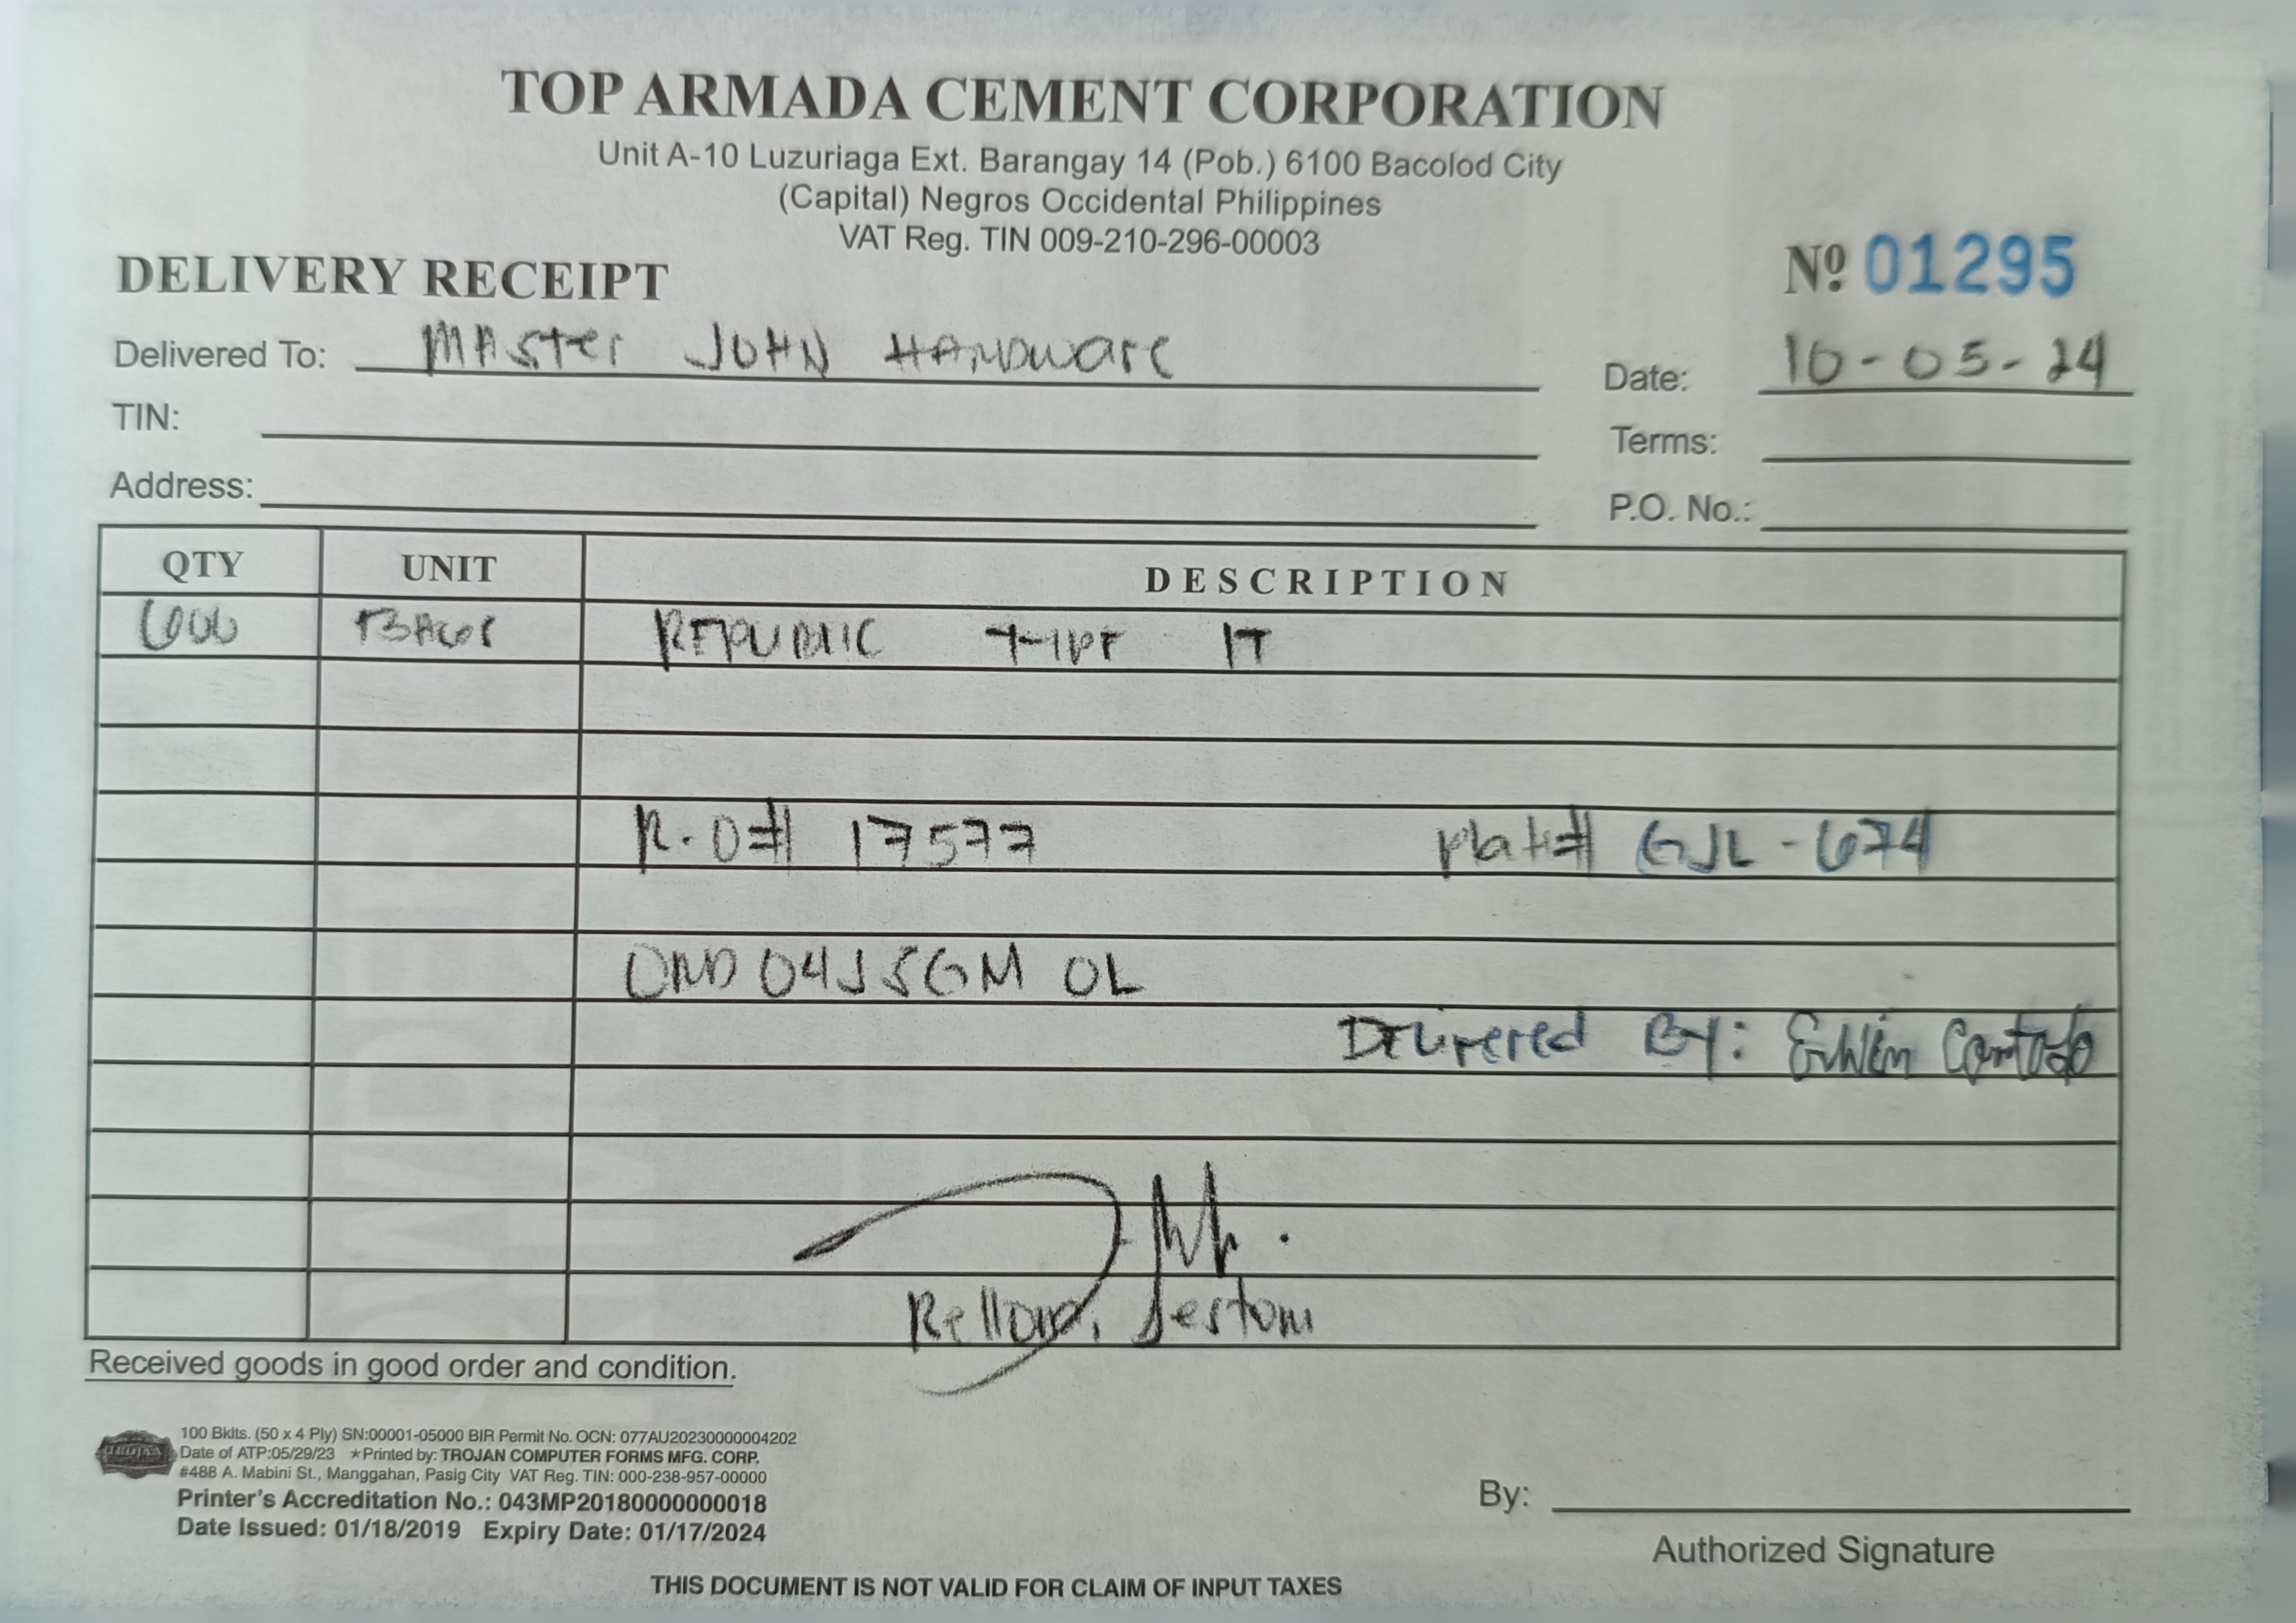 TOP ARMADA CEMENT CORPORATION
Unit A-10 Luzuriaga Ext. Barangay 14 (Pob.) 6100 Bacolod City
(Capital) Negros Occidental Philippines
VAT Reg. TIN 009-210-296-00003
DELIVERY RECEIPT
Nº 01295
Delivered To: MASter JOHN HARDWare
Date: 10-05-24
TIN:
Terms:
Address:
P.O. No.:
QTY UNIT DESCRIPTION
600 BAGS REPUBLIC TYPE 1T
R.O# 17577 Plate# GJL-674
OL
Delivered By: Erwin
Jestoni
Received goods in good order and condition.
TROJAN
100 Bklts. (50 x 4 Ply) SN:00001-05000 BIR Permit No. OCN: 077AU20230000004202
Date of ATP:05/29/23 ★Printed by: TROJAN COMPUTER FORMS MFG. CORP.
#488 A. Mabini St., Manggahan, Pasig City VAT Reg. TIN: 000-238-957-00000
Printer's Accreditation No.: 043MP20180000000018
Date Issued: 01/18/2019 Expiry Date: 01/17/2024
By:
Authorized Signature
THIS DOCUMENT IS NOT VALID FOR CLAIM OF INPUT TAXES